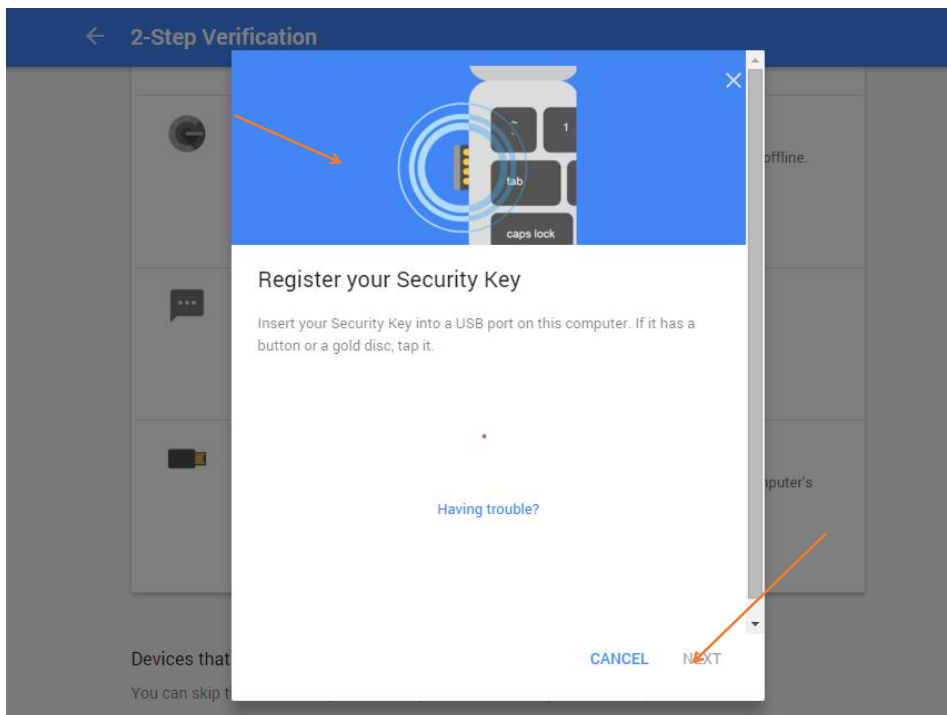 2-Step Verification
~
1
tab
caps lock
offline.
Register your Security Key
Insert your Security Key into a USB port on this computer. If it has a
button or a gold disc, tap it.
puter's
Having trouble?
CANCEL NEXT
Devices that
You can skip t